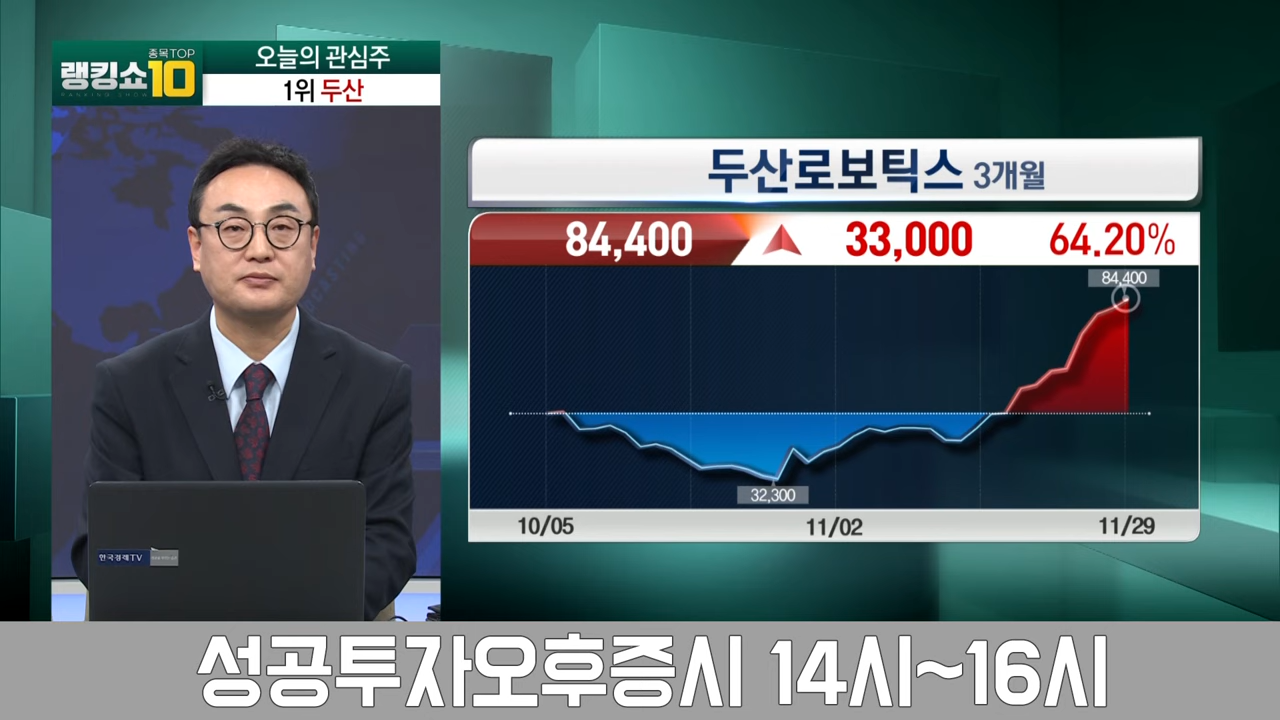 종목TOP
랭킹쇼10
RANKING SHOW
오늘의 관심주
1위 두산
두산로보틱스 3개월
84,400 33,000 64.20%
84,400
32,300
10/05 11/02 11/29
한국경제TV
성공투자오후증시 14시~16시